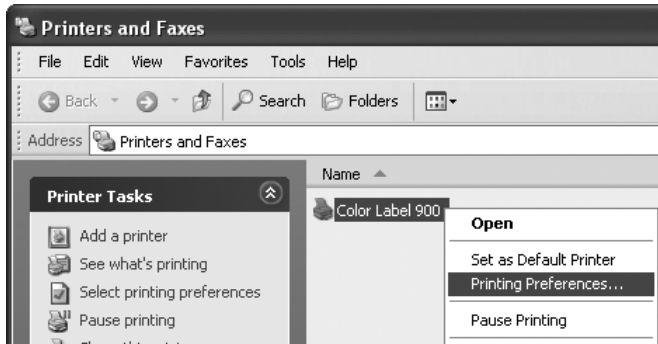 Printers and Faxes
File Edit View Favorites Tools Help
Back Search Folders
Address Printers and Faxes
Printer Tasks
Add a printer
See what's printing
Select printing preferences
Pause printing
Name
Color Label 900
Open
Set as Default Printer
Printing Preferences...
Pause Printing